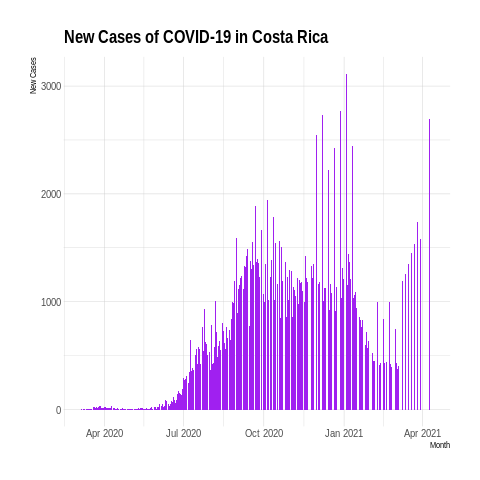 New Cases of COVID-19 in Costa Rica
New Cases
3000
2000
1000
0
Apr 2020 Jul 2020 Oct 2020 Jan 2021 Apr 2021
Month